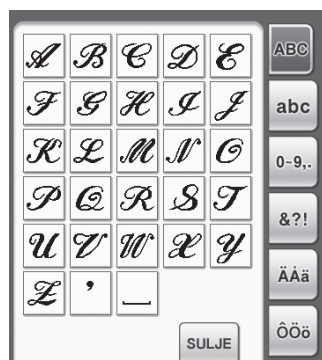 A B C D E
ABC
F G H I J
abc
K L M N O
0~9,.
P Q R S T
&?!
U V W X Y
ÄÅä
Z ’ _
ÔÖö
SULJE